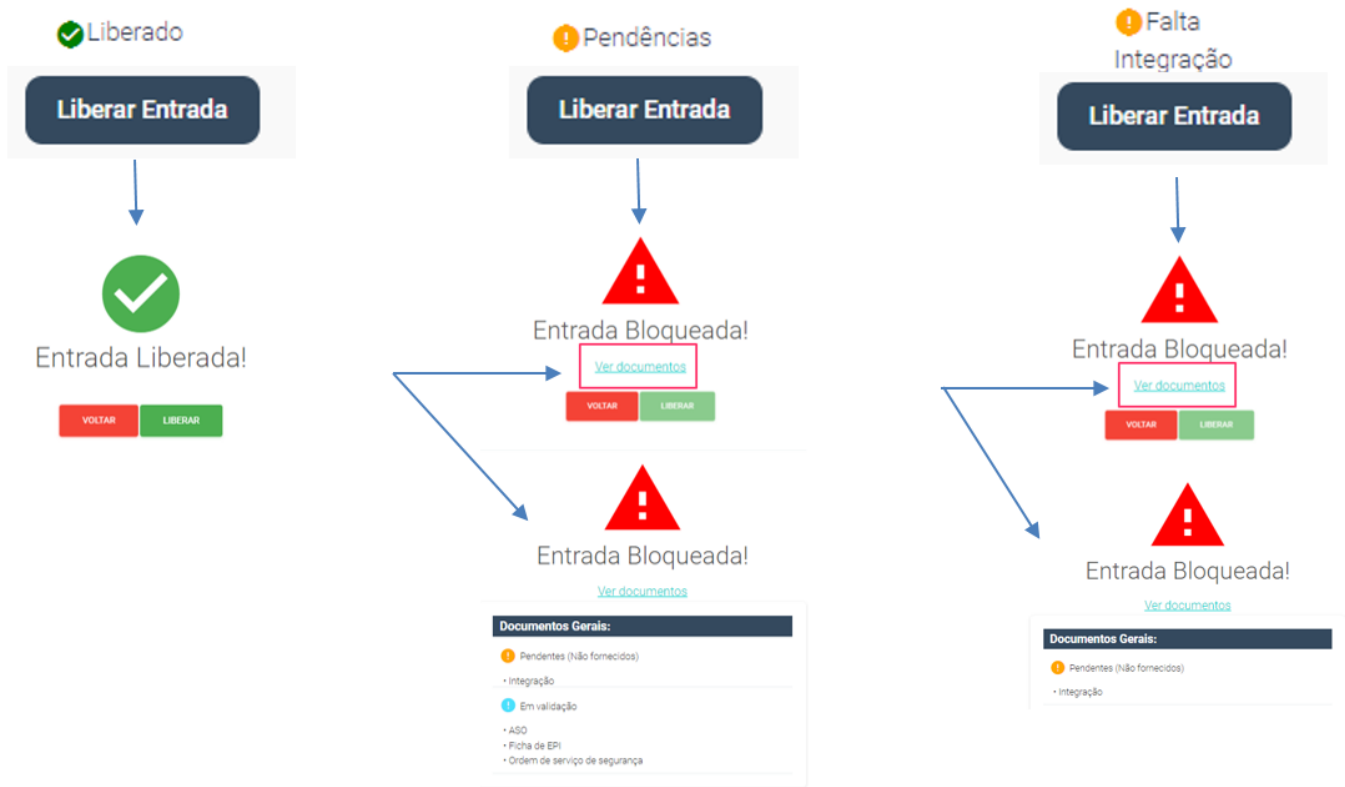 Liberado
Liberar Entrada
Entrada Liberada!
VOLTAR
LIBERAR
Pendências
Liberar Entrada
Entrada Bloqueada!
Ver documentos
VOLTAR
LIBERAR
Entrada Bloqueada!
Ver documentos
Documentos Gerais:
Pendentes (Não fornecidos)
• Integração
Em validação
• ASO
• Ficha de EPI
• Ordem de serviço de segurança
Falta
Integração
Liberar Entrada
Entrada Bloqueada!
Ver documentos
VOLTAR
LIBERAR
Entrada Bloqueada!
Ver documentos
Documentos Gerais:
Pendentes (Não fornecidos)
• Integração